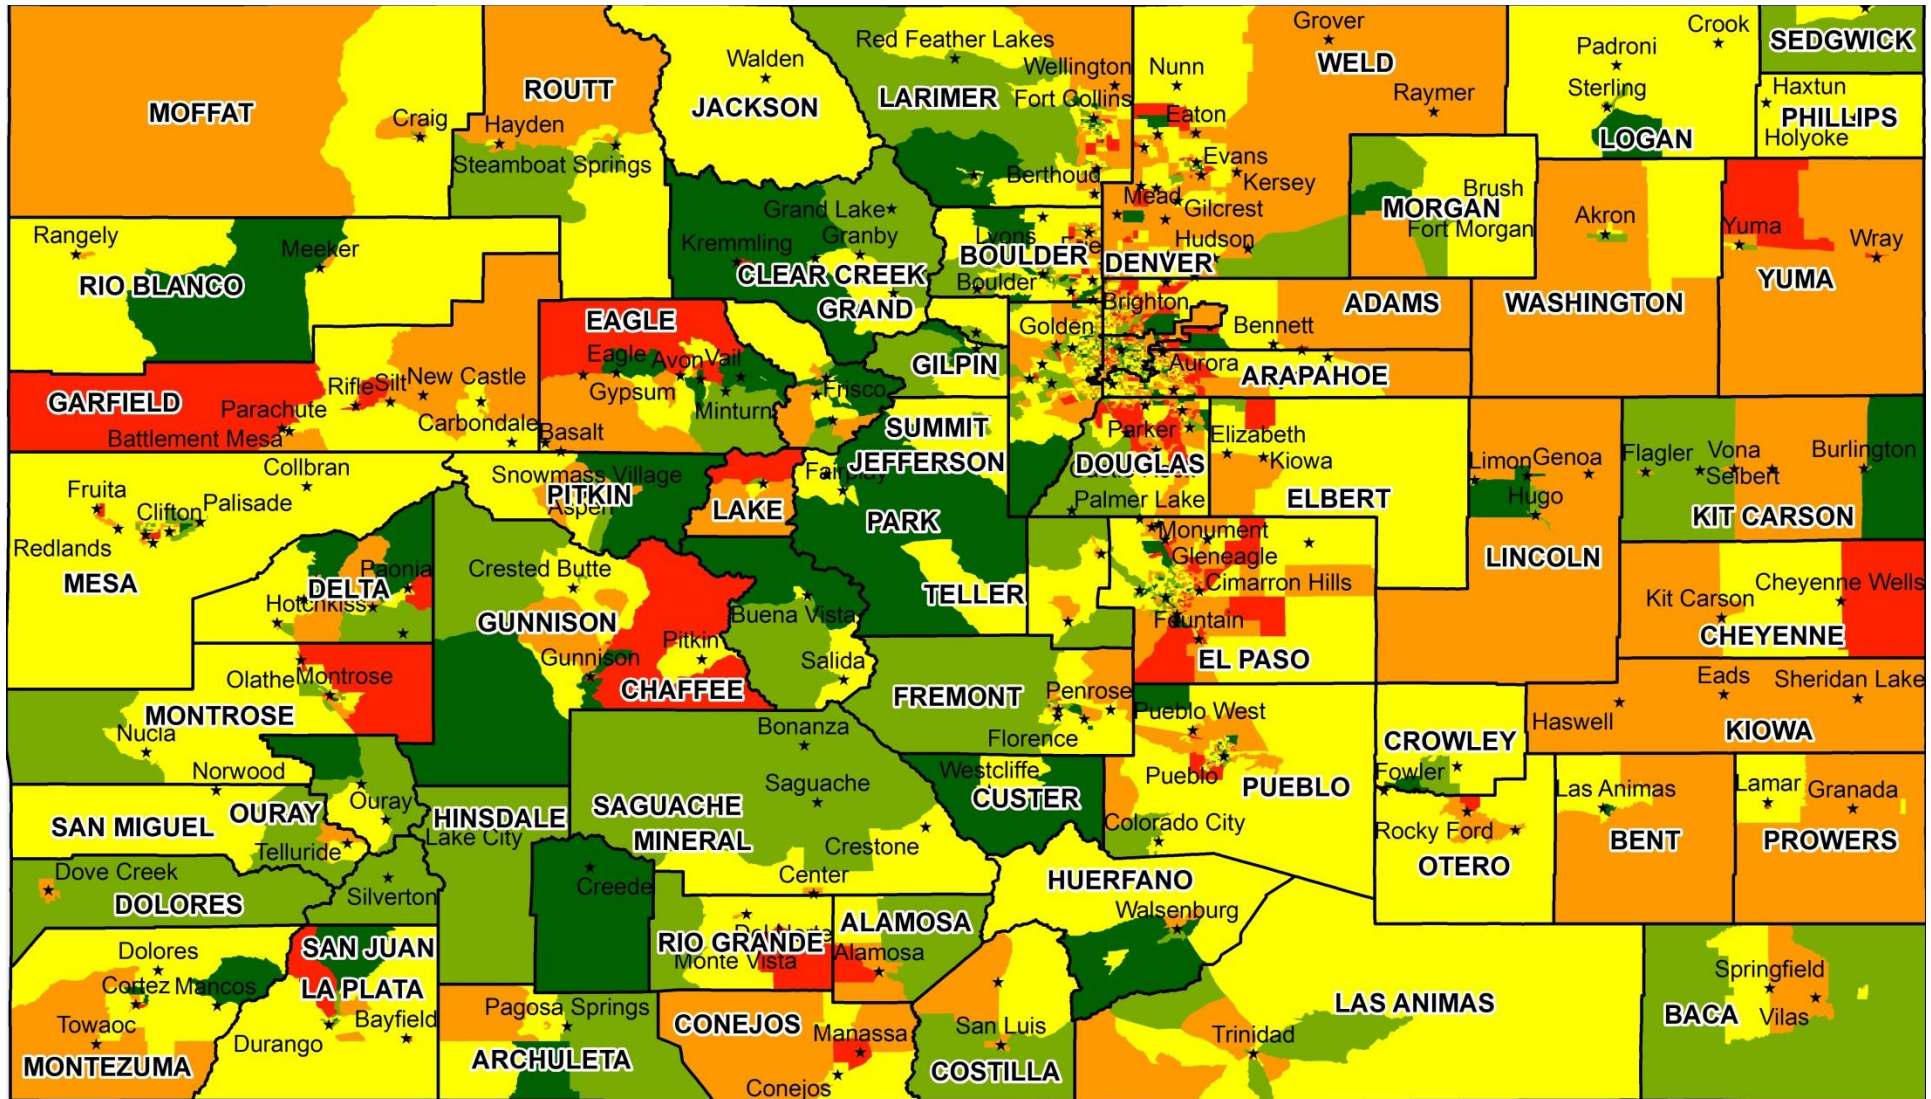 Grover
Crook
Red Feather Lakes
Padroni
SEDGWICK
Walden
Wellington
Nunn
WELD
ROUTT
Sterling
Haxtun
MOFFAT
JACKSON
LARIMER
Fort Collins
Raymer
PHILLIPS
Craig
Hayden
Eaton
LOGAN
Holyoke
Steamboat Springs
Evans
Berthoud
Kersey
Mead
Brush
Grand Lake
Gilcrest
MORGAN
Akron
Rangely
Meeker
Kremmling
Granby
Lyons
Erie
Hudson
Fort Morgan
Yuma
Wray
RIO BLANCO
CLEAR CREEK
BOULDER
DENVER
YUMA
GRAND
Boulder
Brighton
ADAMS
WASHINGTON
EAGLE
Golden
Bennett
Eagle
Avon
Vail
GILPIN
Aurora
ARAPAHOE
GARFIELD
Rifle
Silt
New Castle
Gypsum
Frisco
Parachute
Minturn
Carbondale
Basalt
SUMMIT
Parker
Elizabeth
Battlement Mesa
Flagler
Vona
Burlington
Collbran
Snowmass Village
Fairplay
JEFFERSON
DOUGLAS
Kiowa
Limon
Genoa
Seibert
Fruita
Palisade
PITKIN
Aspen
LAKE
Palmer Lake
ELBERT
Hugo
KIT CARSON
Clifton
PARK
Monument
Redlands
Gleneagle
LINCOLN
MESA
DELTA
Paonia
Crested Butte
TELLER
Cimarron Hills
Cheyenne Wells
Hotchkiss
GUNNISON
Buena Vista
Fountain
Kit Carson
Pitkin
CHEYENNE
Gunnison
Salida
EL PASO
Olathe
Montrose
CHAFFEE
FREMONT
Penrose
Eads
Sheridan Lake
MONTROSE
Bonanza
Pueblo West
Haswell
KIOWA
Nucla
Florence
CROWLEY
Norwood
Saguache
Westcliffe
Pueblo
PUEBLO
Fowler
Las Animas
Lamar
Granada
SAN MIGUEL
OURAY
Ouray
HINSDALE
SAGUACHE
CUSTER
Lake City
MINERAL
Colorado City
Rocky Ford
BENT
PROWERS
Telluride
Crestone
OTERO
Dove Creek
Creede
Center
HUERFANO
DOLORES
Silverton
Walsenburg
ALAMOSA
SAN JUAN
RIO GRANDE
Dolores
Monte Vista
Alamosa
Springfield
Cortez
Mancos
LA PLATA
LAS ANIMAS
BACA
Vilas
Towaoc
Bayfield
Pagosa Springs
CONEJOS
Manassa
San Luis
Trinidad
Durango
MONTEZUMA
ARCHULETA
Conejos
COSTILLA